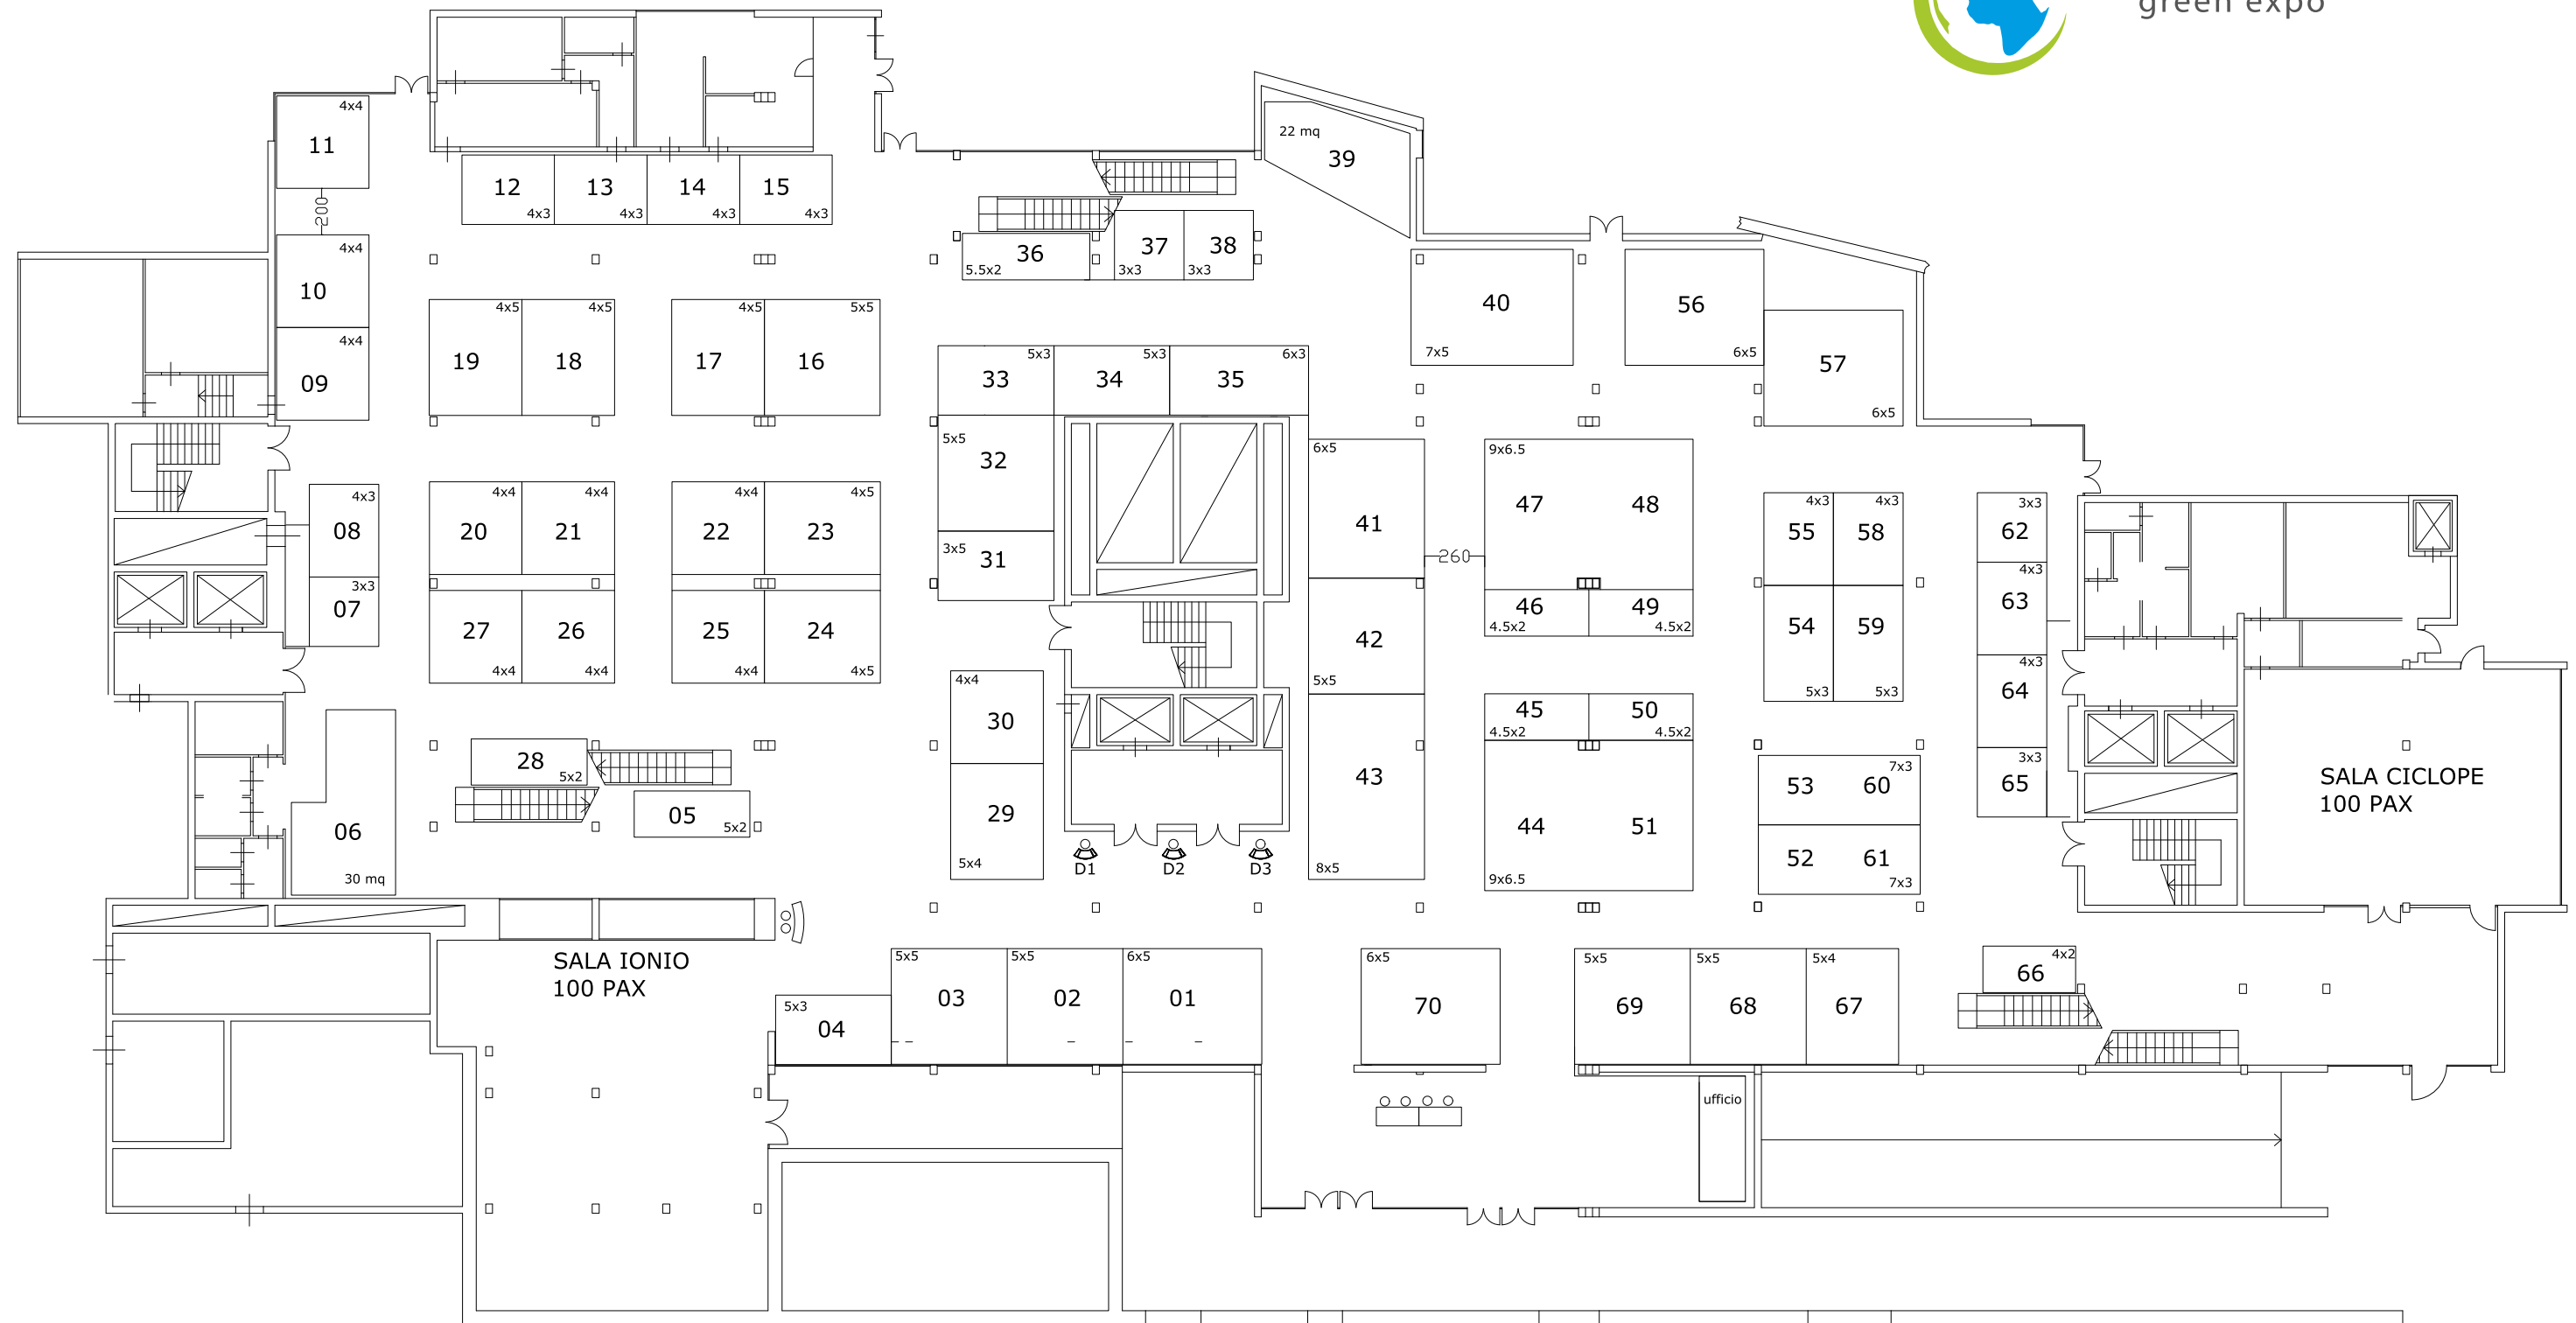 green expo
4x4
11
200
4x4
10
4x4
09
12
4x3
13
4x3
14
4x3
15
4x3
36
5.5x2
37
3x3
38
3x3
22 mq
39
4x5
19
4x5
18
4x5
17
5x5
16
5x3
33
5x3
34
6x3
35
40
7x5
56
6x5
57
6x5
4x3
08
3x3
07
4x4
20
4x4
21
4x4
22
4x5
23
27
4x4
26
4x4
25
4x4
24
4x5
5x5
32
3x5
31
6x5
41
260
42
5x5
43
8x5
9x6.5
47
48
46
4.5x2
49
4.5x2
45
4.5x2
50
4.5x2
44
51
9x6.5
4x3
55
4x3
58
54
5x3
59
5x3
7x3
53
60
52
61
7x3
3x3
62
4x3
63
4x3
64
3x3
65
4x4
30
29
5x4
28
5x2
05
5x2
06
30 mq
D1
D2
D3
SALA CICLOPE
100 PAX
SALA IONIO
100 PAX
5x3
04
5x5
03
5x5
02
6x5
01
6x5
70
5x5
69
5x5
68
5x4
67
4x2
66
ufficio